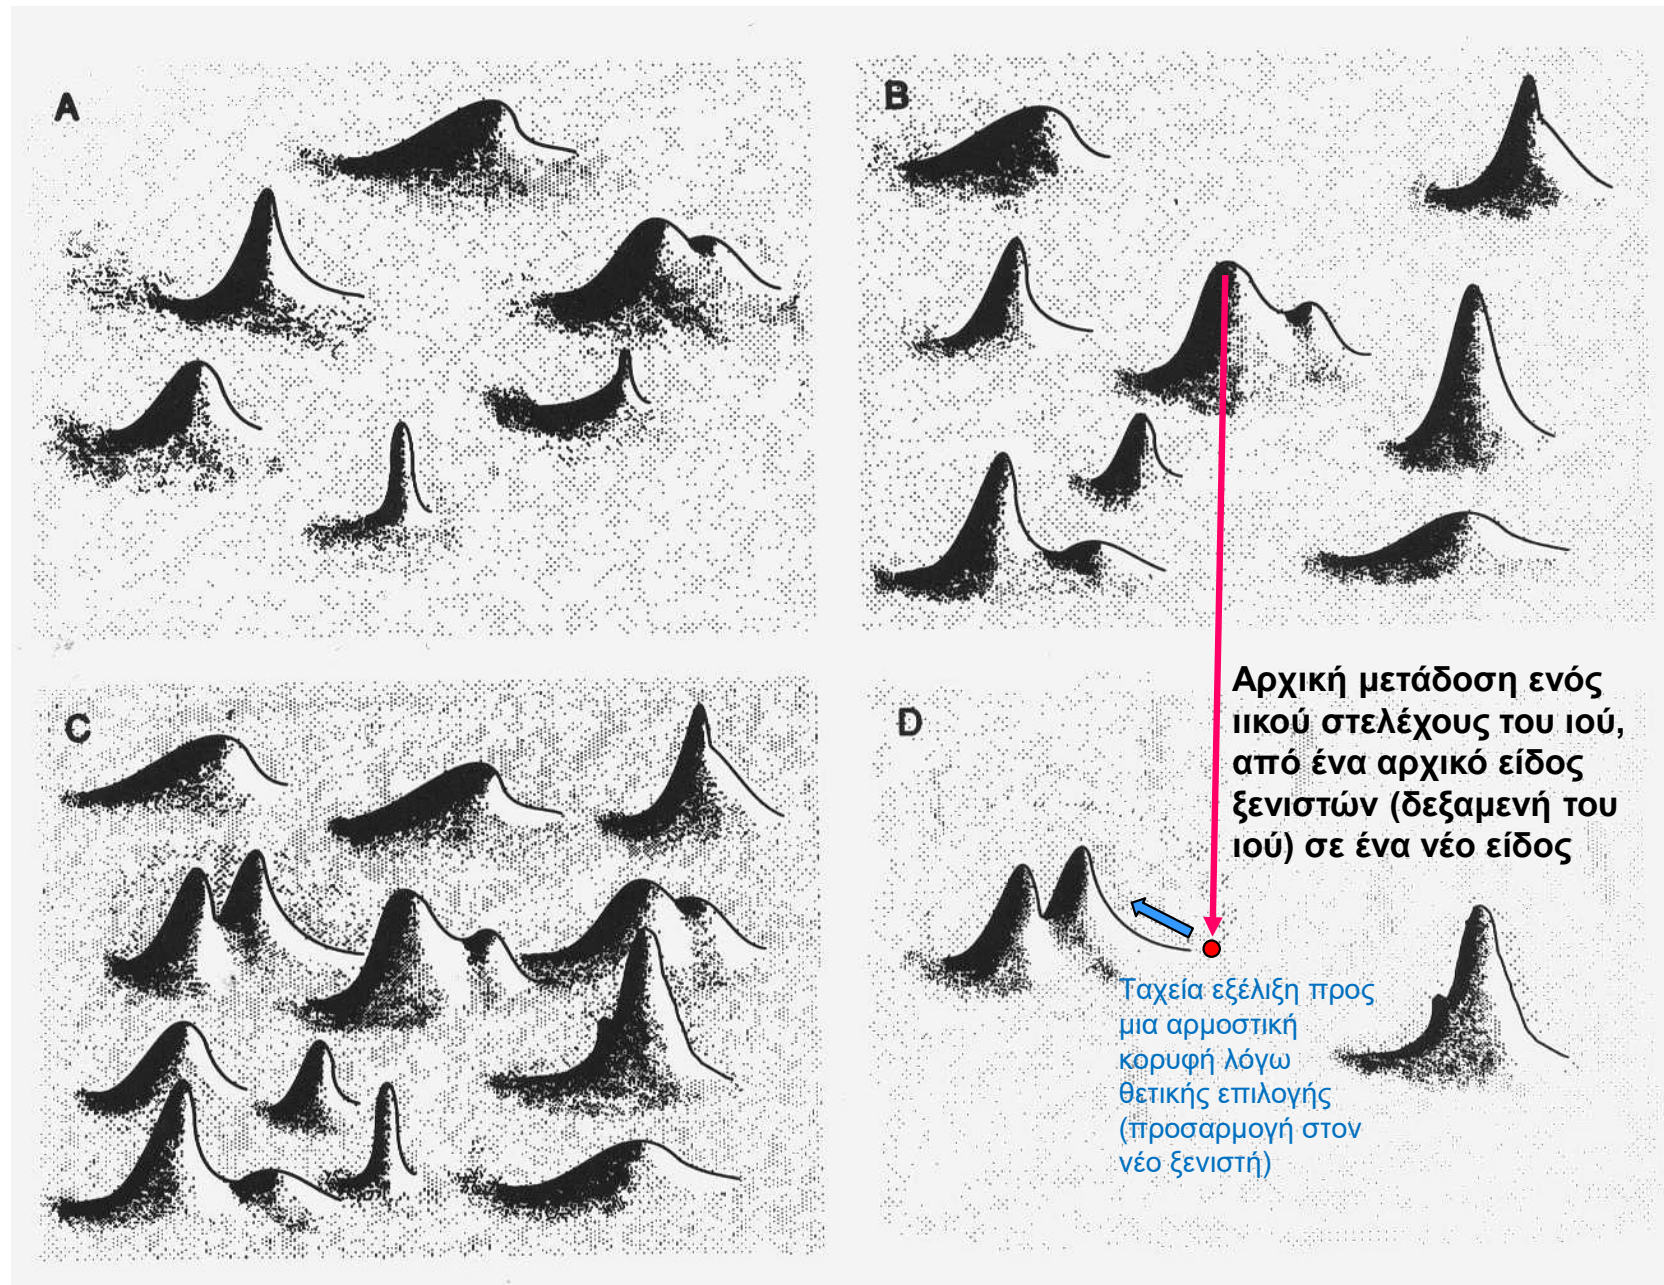 A
B
C
D
Αρχική μετάδοση ενός
ιικού στελέχους του ιού,
από ένα αρχικό είδος
ξενιστών (δεξαμενή του
ιού) σε ένα νέο είδος
Ταχεία εξέλιξη προς
μια αρμοστική
κορυφή λόγω
θετικής επιλογής
(προσαρμογή στον
νέο ξενιστή)